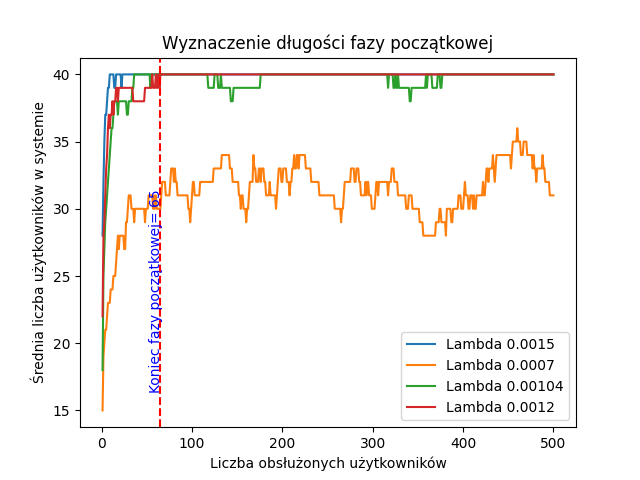 Wyznaczenie długości fazy początkowej
40
35
30
25
20
15
Średnia liczba użytkowników w systemie
Koniec fazy początkowej= 65
Lambda 0.0015
Lambda 0.0007
Lambda 0.00104
Lambda 0.0012
0 100 200 300 400 500
Liczba obsłużonych użytkowników